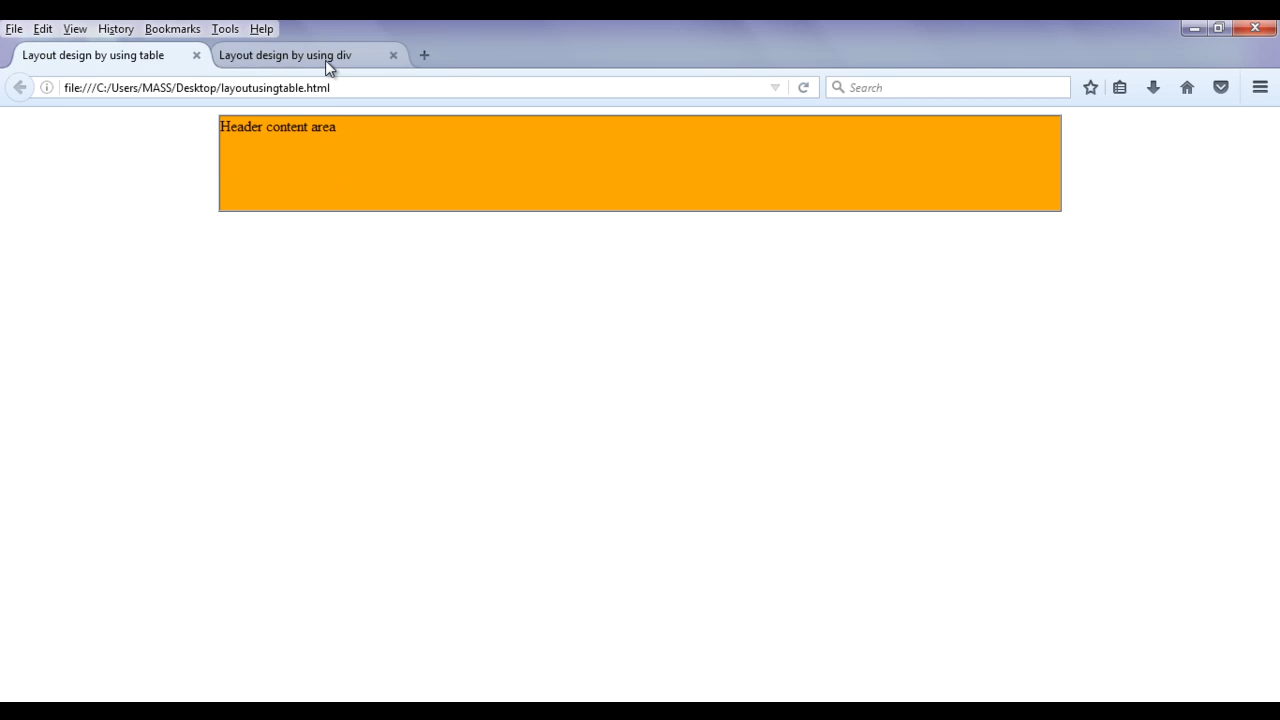 File Edit View History Bookmarks Tools Help
Layout design by using table Layout design by using div
file:///C:/Users/MASS/Desktop/layoutusingtable.html Search
Header content area